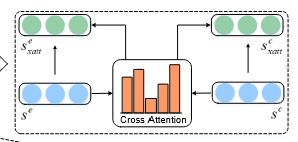 s^e_xatt
s^c_xatt
s^e
Cross Attention
s^c